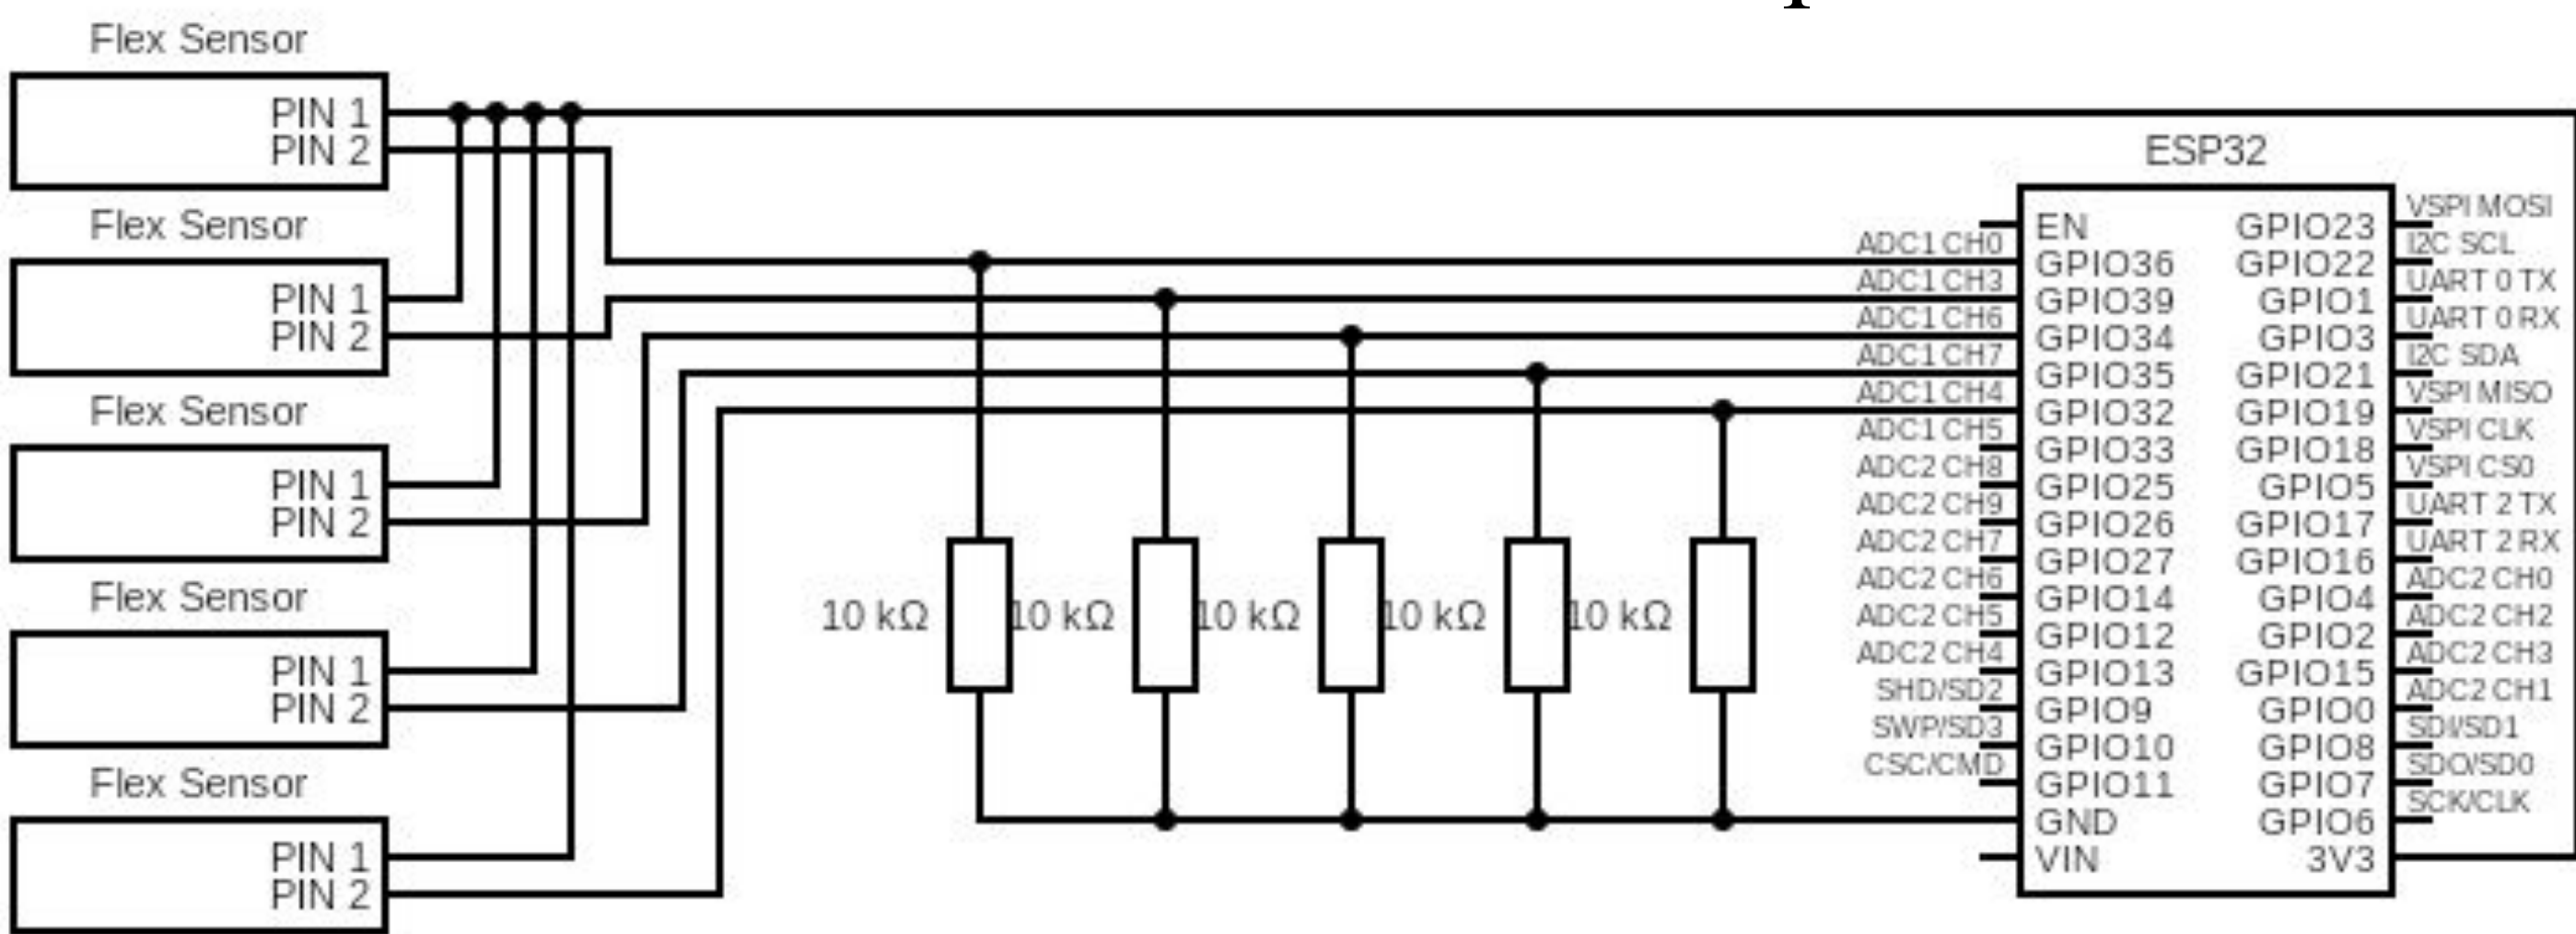 Flex Sensor
PIN 1
PIN 2
Flex Sensor
PIN 1
PIN 2
Flex Sensor
PIN 1
PIN 2
Flex Sensor
PIN 1
PIN 2
Flex Sensor
PIN 1
PIN 2
10 kΩ 10 kΩ 10 kΩ 10 kΩ 10 kΩ
ESP32
EN GPIO23 VSPI MOSI
ADC1 CH0 GPIO36 GPIO22 I2C SCL
ADC1 CH3 GPIO39 GPIO1 UART 0 TX
ADC1 CH6 GPIO34 GPIO3 UART 0 RX
ADC1 CH7 GPIO35 GPIO21 I2C SDA
ADC1 CH4 GPIO32 GPIO19 VSPI MISO
ADC1 CH5 GPIO33 GPIO18 VSPI CLK
ADC2 CH8 GPIO25 GPIO5 VSPI CS0
ADC2 CH9 GPIO26 GPIO17 UART 2 TX
ADC2 CH7 GPIO27 GPIO16 UART 2 RX
ADC2 CH6 GPIO14 GPIO4 ADC2 CH0
ADC2 CH5 GPIO12 GPIO2 ADC2 CH2
ADC2 CH4 GPIO13 GPIO15 ADC2 CH3
SHD/SD2 GPIO9 GPIO0 ADC2 CH1
SWP/SD3 GPIO10 GPIO8 SDI/SD1
CSC/CMD GPIO11 GPIO7 SDO/SD0
GND GPIO6 SCK/CLK
VIN 3V3